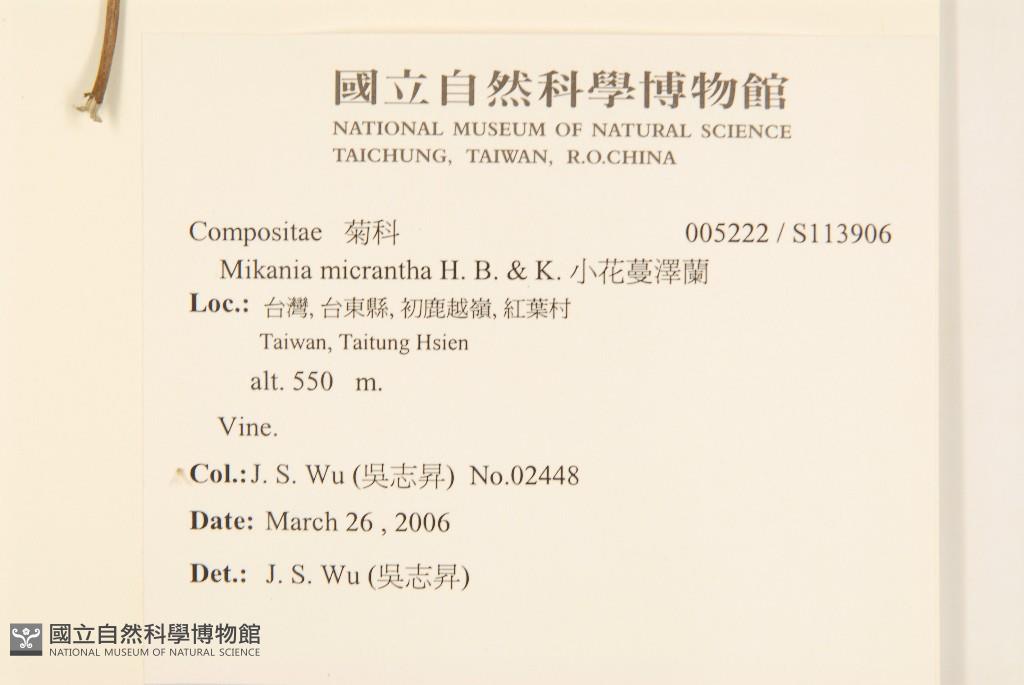 國立自然科學博物館
NATIONAL MUSEUM OF NATURAL SCIENCE
TAICHUNG, TAIWAN, R.O.CHINA
Compositae 菊科 005222 / S113906
Mikania micrantha H. B. & K. 小花蔓澤蘭
Loc.: 台灣, 台東縣, 初鹿越嶺, 紅葉村
Taiwan, Taitung Hsien
alt. 550 m.
Vine.
Col.: J. S. Wu (吳志昇) No.02448
Date: March 26 , 2006
Det.: J. S. Wu (吳志昇)
國立自然科學博物館
NATIONAL MUSEUM OF NATURAL SCIENCE